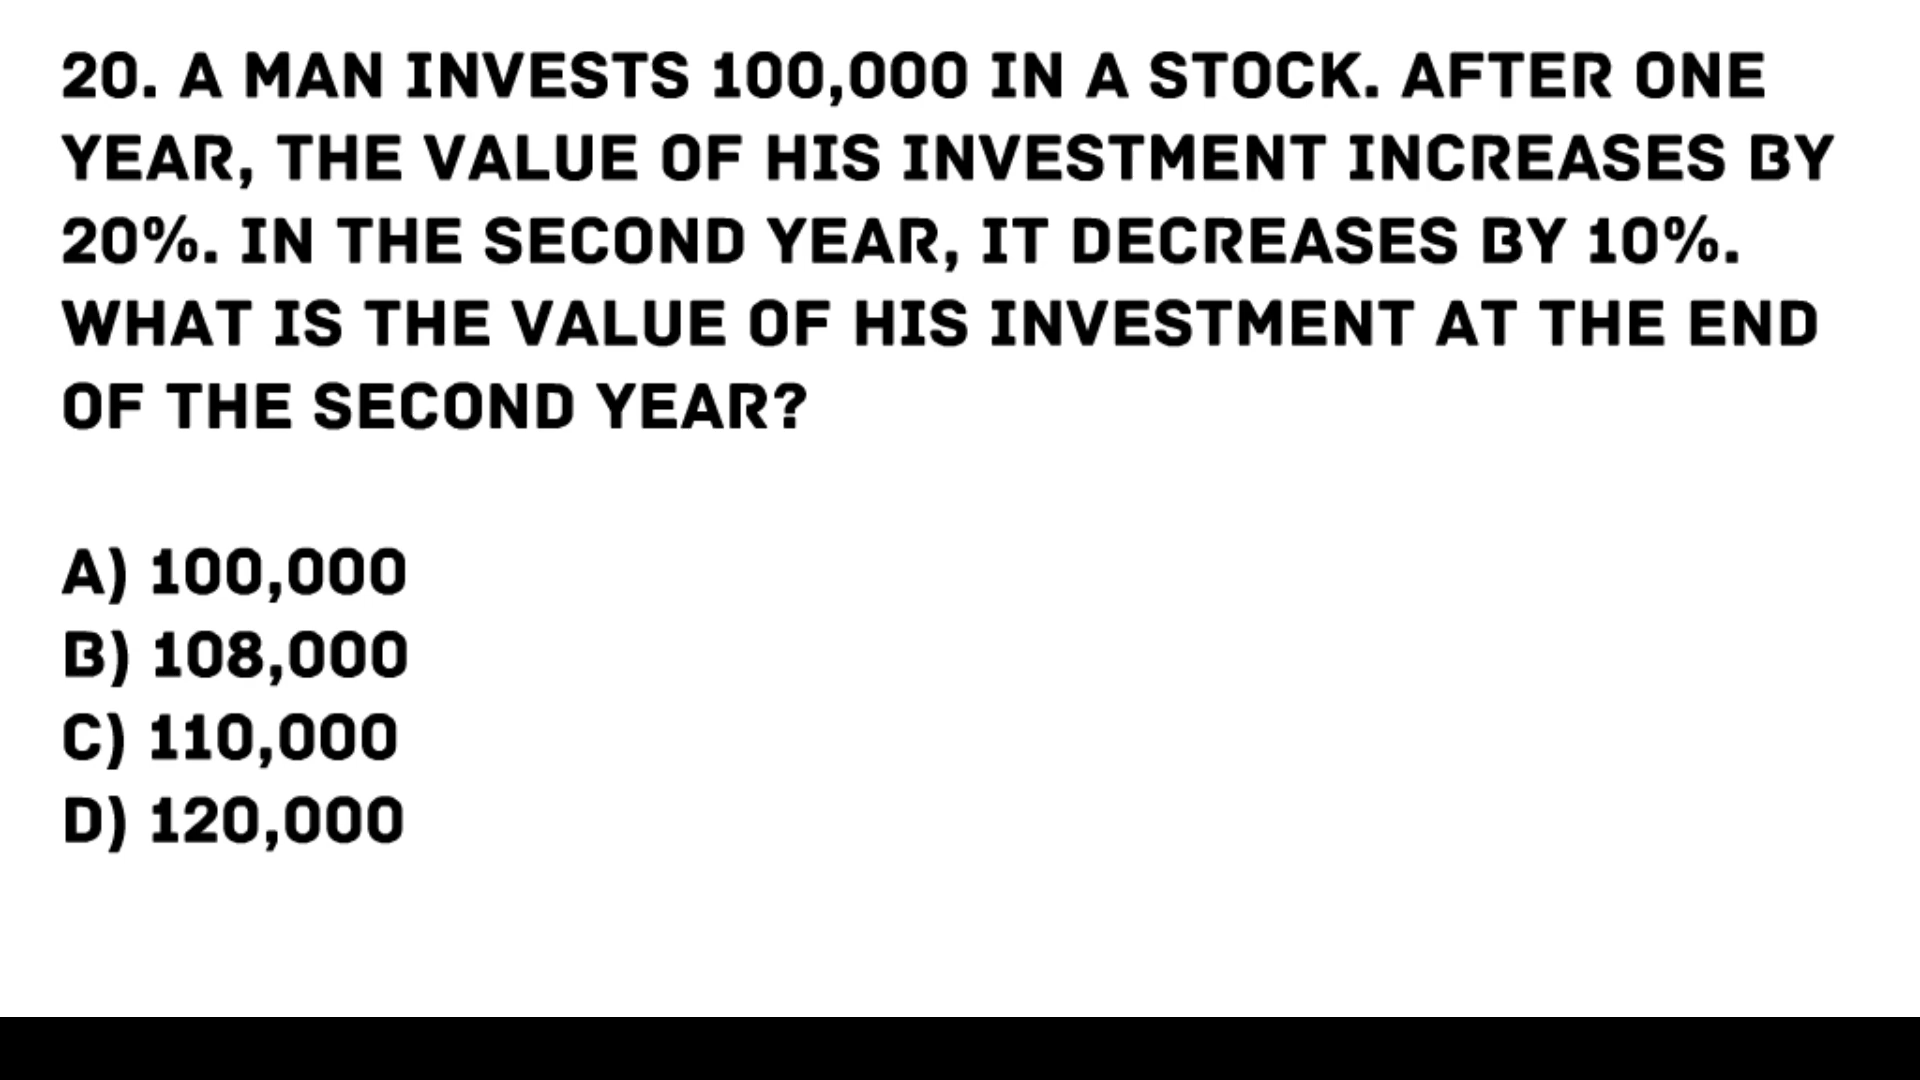 20. A MAN INVESTS 100,000 IN A STOCK. AFTER ONE
YEAR, THE VALUE OF HIS INVESTMENT INCREASES BY
20%. IN THE SECOND YEAR, IT DECREASES BY 10%.
WHAT IS THE VALUE OF HIS INVESTMENT AT THE END
OF THE SECOND YEAR?
A) 100,000
B) 108,000
C) 110,000
D) 120,000